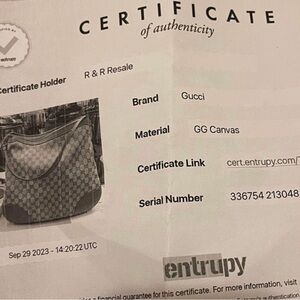 CERTIFICATE
of authenticity
entrupy
Certificate Holder R & R Resale
Brand Gucci
Material GG Canvas
Certificate Link cert.entrupy.com/
Serial Number 336754 213048
Sep 29 2023 - 14:20:22 UTC
entrupy
financial guarantee for this certificate. For more information, visit